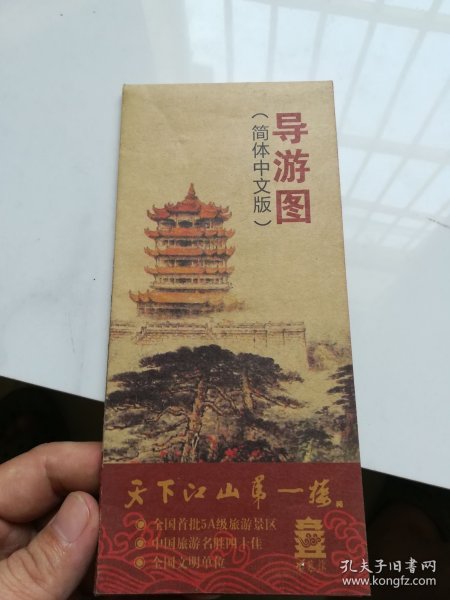 导游图
（简体中文版）
天下江山第一楼
全国首批5A级旅游景区
中国旅游名胜四十佳
全国文明单位
孔夫子旧书网
www.kongfz.com